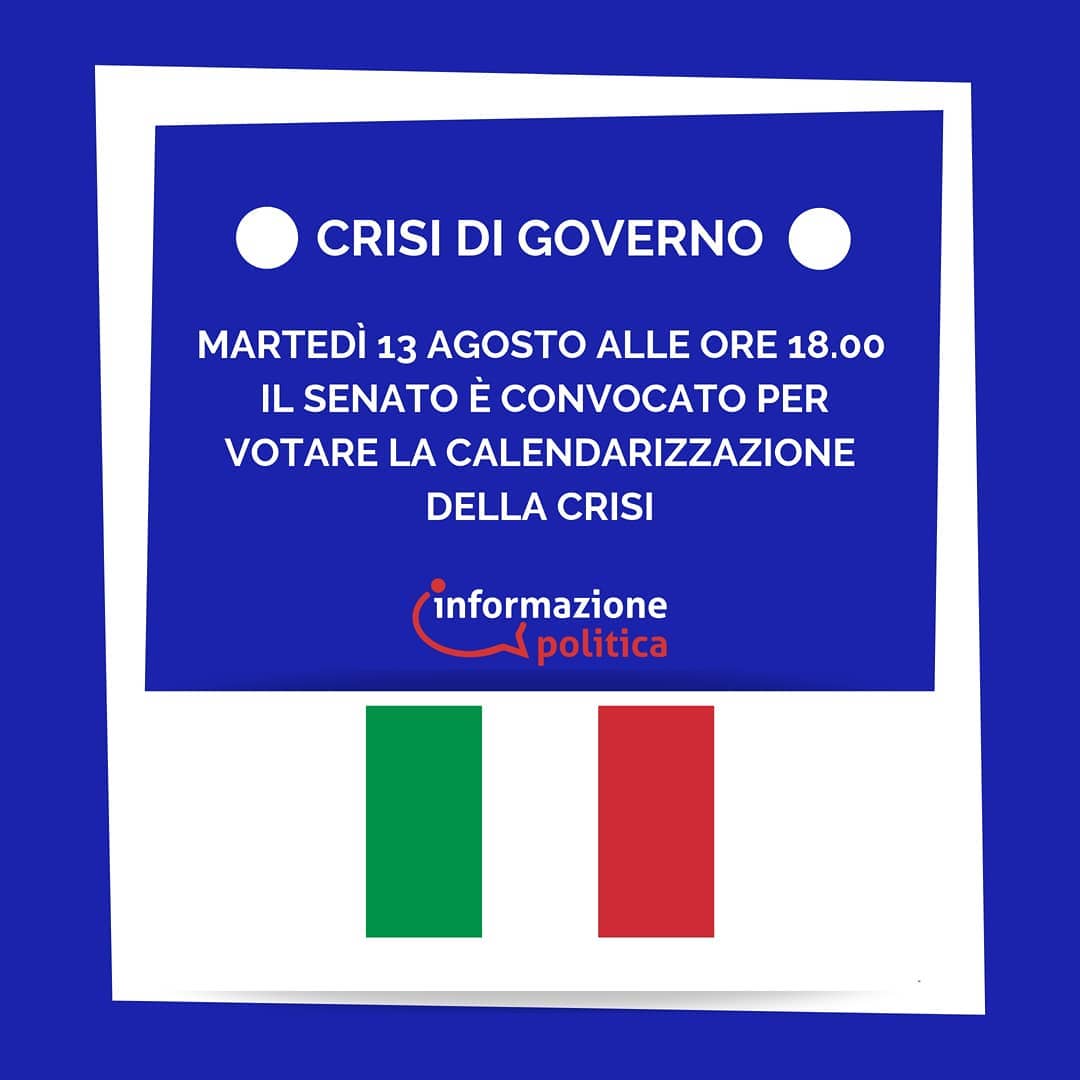 CRISI DI GOVERNO
MARTEDÌ 13 AGOSTO ALLE ORE 18.00
IL SENATO È CONVOCATO PER
VOTARE LA CALENDARIZZAZIONE
DELLA CRISI
informazione
politica